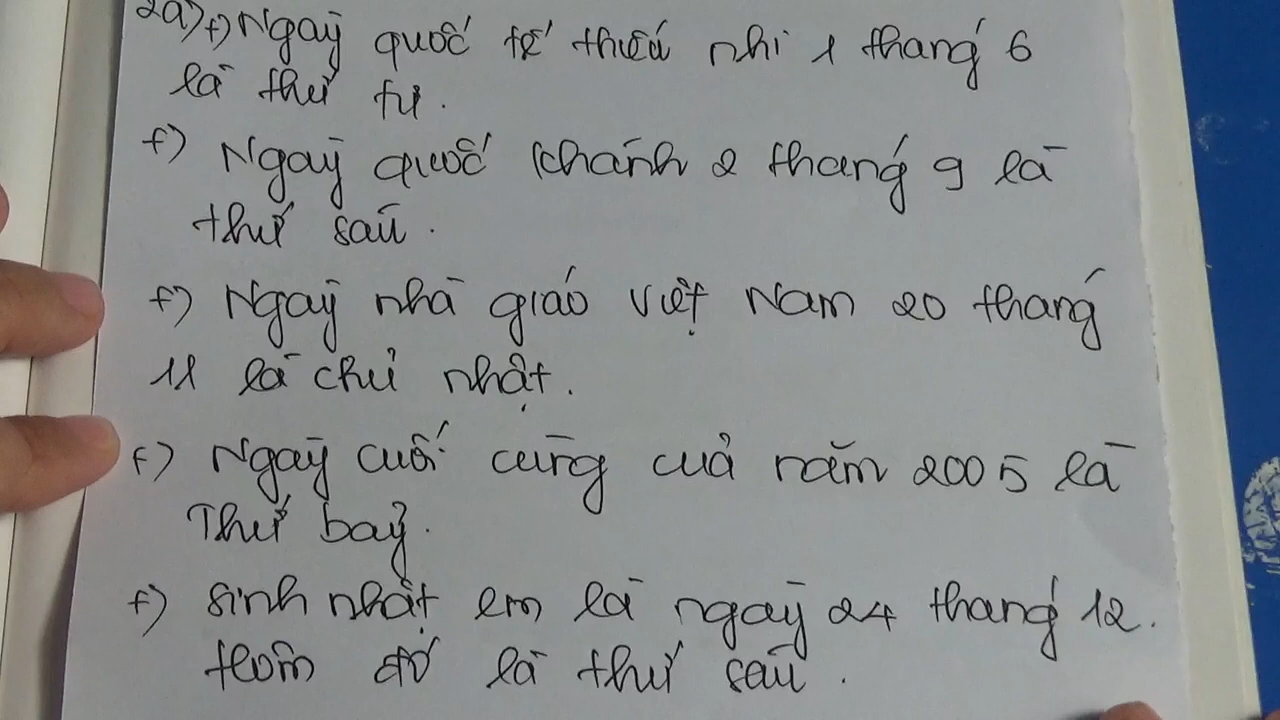 2a) +) Ngày quốc tế thiếu nhi 1 tháng 6
là thứ tư.
+) Ngày quốc khánh 2 tháng 9 là
thứ sáu.
+) Ngày nhà giáo Việt Nam 20 tháng
11 là chủ nhật.
+) Ngày cuối cùng của năm 2005 là
Thứ bảy.
+) sinh nhật em là ngày 24 tháng 12.
hôm đó là thứ sáu.